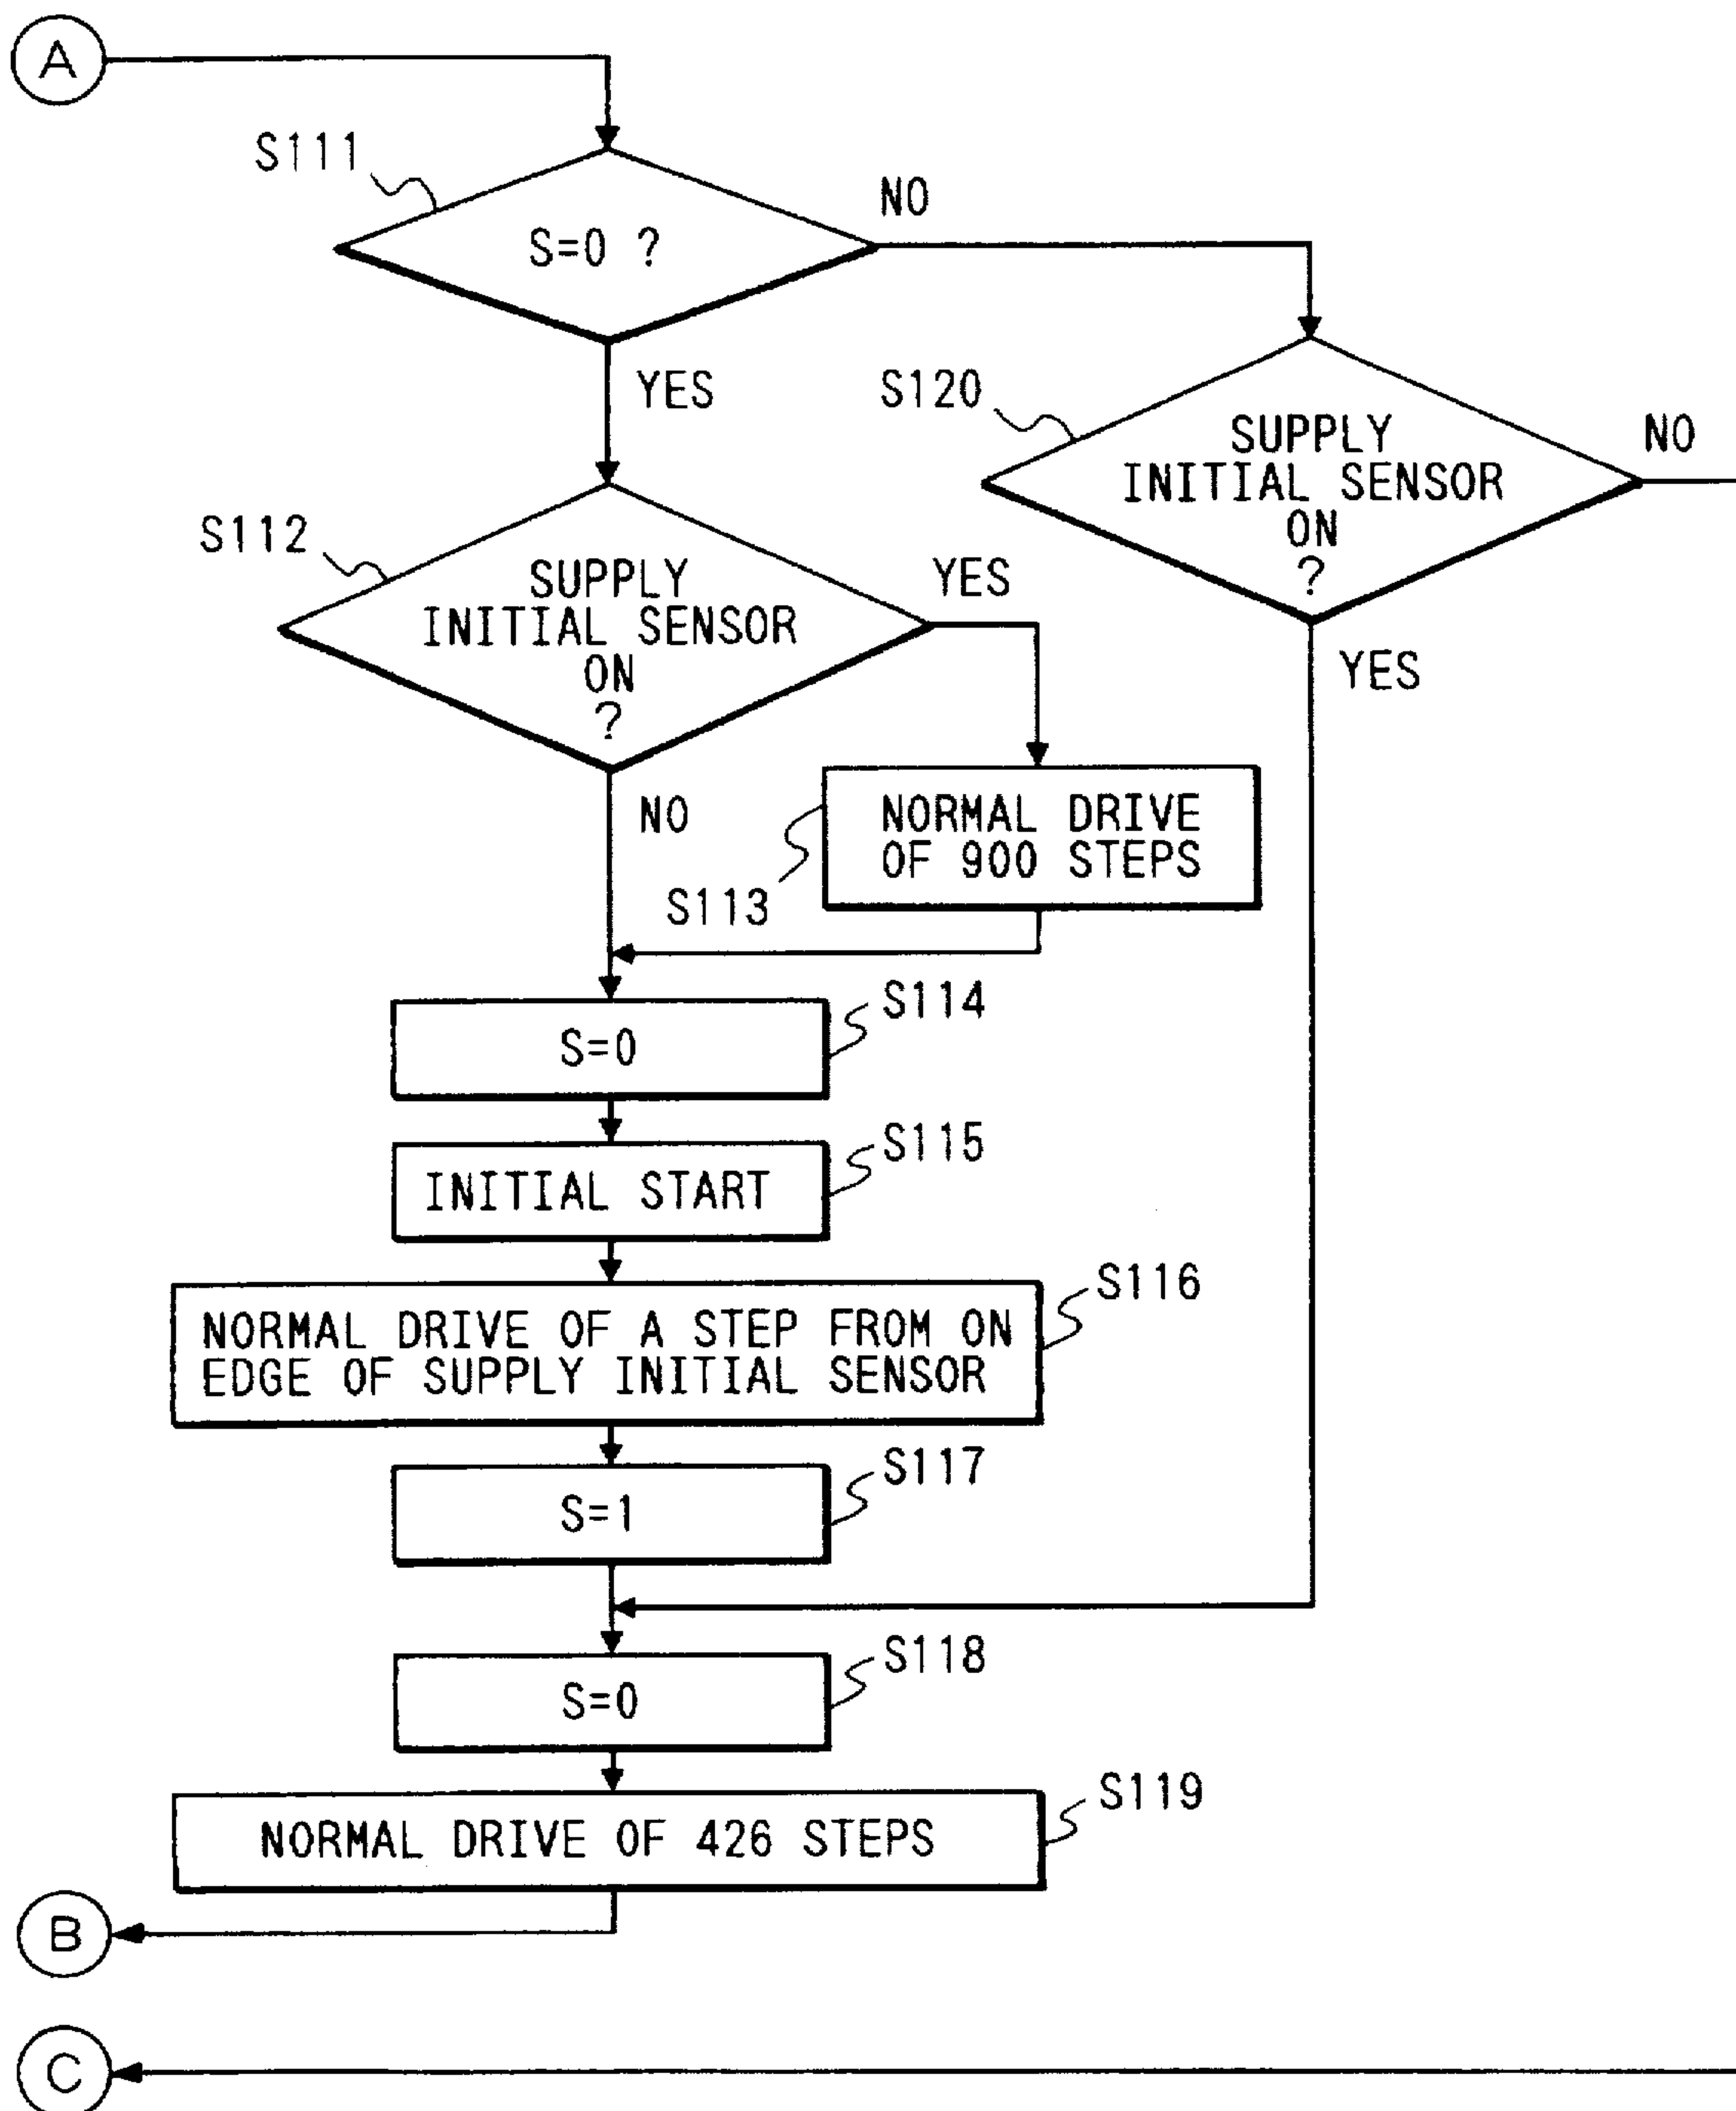 A
S111
S=0 ?
NO
YES
S120
SUPPLY
INITIAL SENSOR
ON
?
NO
YES
S112
SUPPLY
INITIAL SENSOR
ON
?
YES
NO
NORMAL DRIVE
OF 900 STEPS
S113
S114
S=0
S115
INITIAL START
S116
NORMAL DRIVE OF A STEP FROM ON
EDGE OF SUPPLY INITIAL SENSOR
S117
S=1
S118
S=0
S119
NORMAL DRIVE OF 426 STEPS
B
C